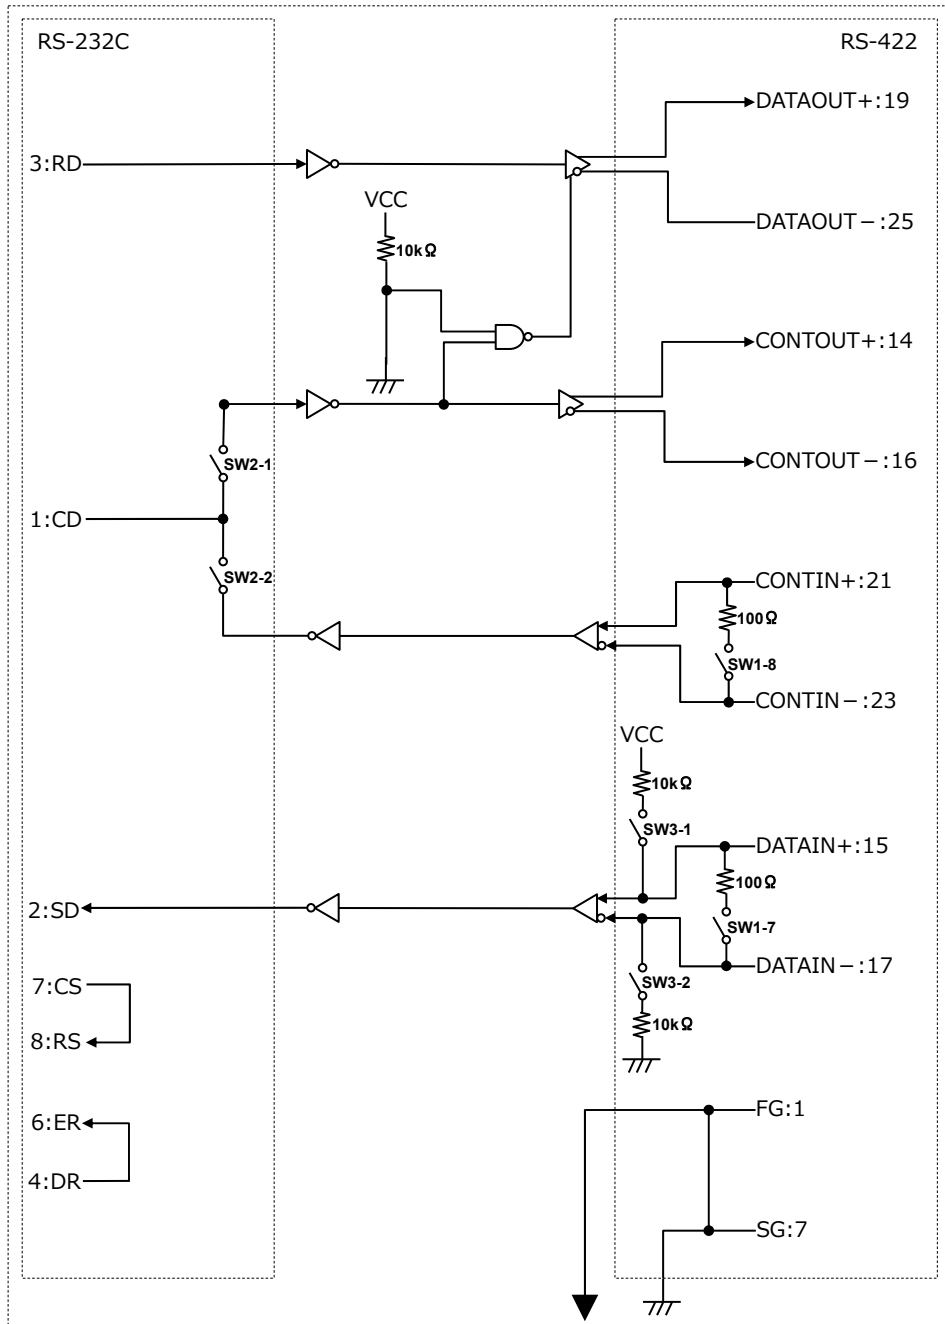 RS-232C
RS-422
DATAOUT+:19
3:RD
VCC
DATAOUT−:25
10kΩ
CONTOUT+:14
SW2-1
CONTOUT−:16
1:CD
SW2-2
CONTIN+:21
100Ω
SW1-8
CONTIN−:23
VCC
10kΩ
SW3-1
DATAIN+:15
100Ω
2:SD
SW1-7
DATAIN−:17
7:CS
SW3-2
10kΩ
8:RS
FG:1
6:ER
4:DR
SG:7